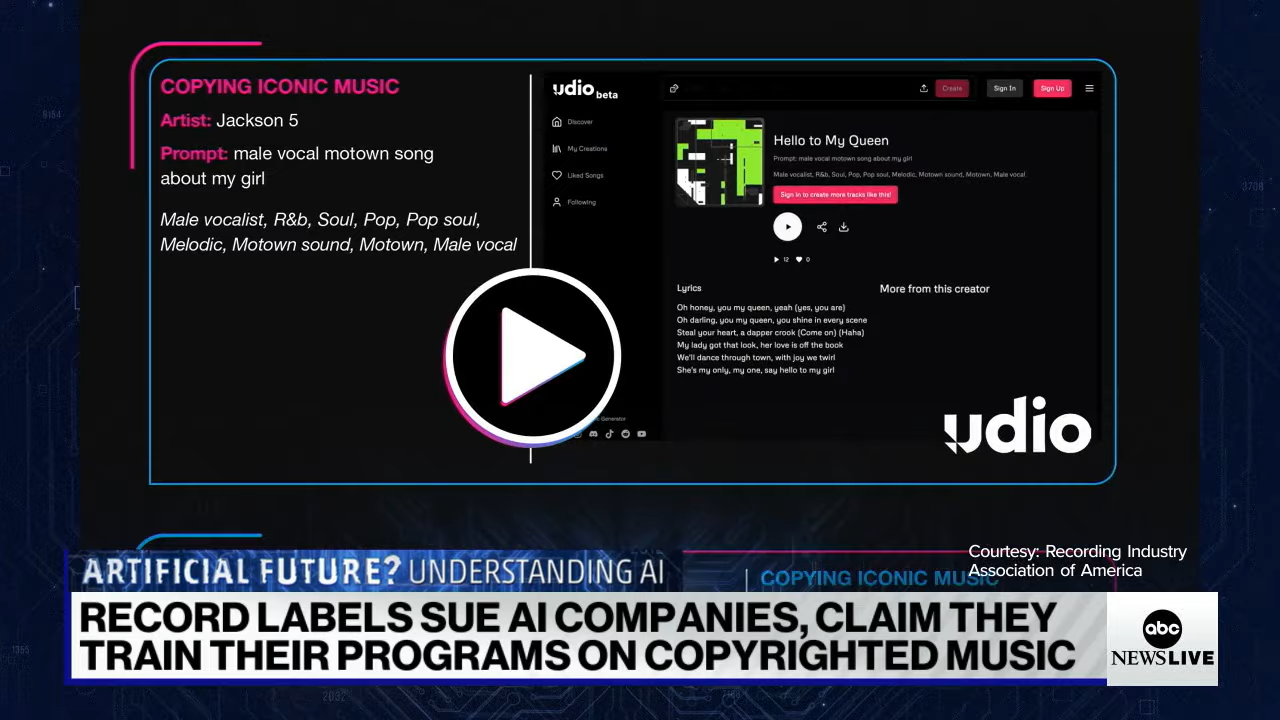 COPYING ICONIC MUSIC
Artist: Jackson 5
Prompt: male vocal motown song
about my girl
Male vocalist, R&b, Soul, Pop, Pop soul,
Melodic, Motown sound, Motown, Male vocal
udio beta
Create
Sign In
Sign Up
Discover
My Creations
Liked Songs
Following
Hello to My Queen
Prompt: male vocal motown song about my girl
Male vocalist, R&b, Soul, Pop, Pop soul, Melodic, Motown sound, Motown, Male vocal
Sign in to create more tracks like this!
12 0
Lyrics
Oh honey, you my queen, yeah (yes, you are)
Oh darling, you my queen, you shine in every scene
Steal your heart, a dapper crook (Come on) (Haha)
My lady got that look, her love is off the book
We'll dance through town, with joy we twirl
She's my only, my one, say hello to my girl
More from this creator
Generator
udio
Courtesy: Recording Industry
Association of America
ARTIFICIAL FUTURE? UNDERSTANDING AI
COPYING ICONIC MUSIC
RECORD LABELS SUE AI COMPANIES, CLAIM THEY
TRAIN THEIR PROGRAMS ON COPYRIGHTED MUSIC
abc
NEWS LIVE
3708
1355
2032